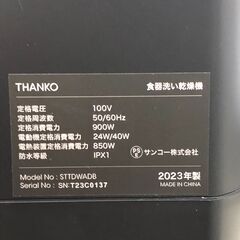 THANKO 食器洗い乾燥機
定格電圧 100V
定格周波数 50/60Hz
定格消費電力 900W
電動機定格消費電力 24W/40W
電熱装置定格消費電力 850W
防水等級 IPX1
PSE サンコー株式会社
Model No : STTDWADB 2023年製
Serial No : SN:T23C0137 MADE IN CHINA